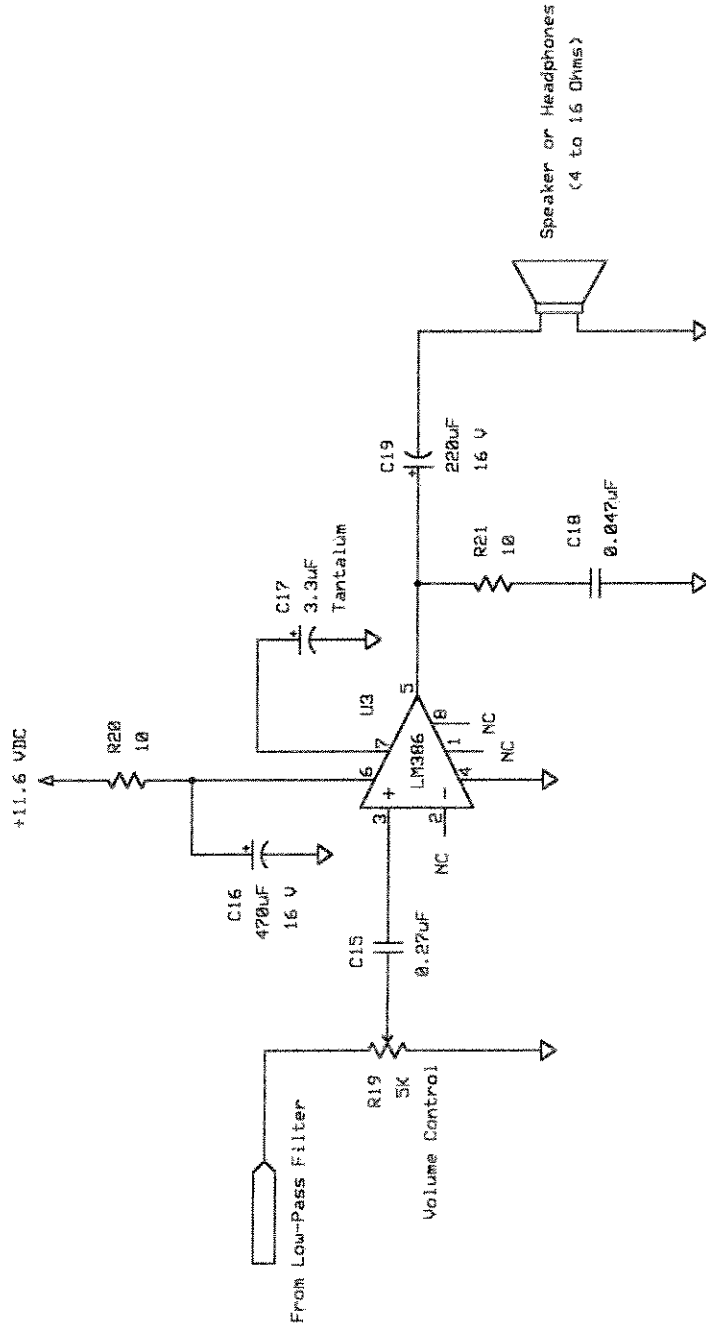 From Low-Pass Filter
R19
5K
Volume Control
C15
0.27uF
+11.6 VDC
R20
10
C16
470uF
16 V
C17
3.3uF
Tantalum
U3
LM386
3
+
2
-
NC
6
7
5
8
NC
1
NC
4
C19
+
220uF
16 V
R21
10
C18
0.047uF
Speaker or Headphones
(4 to 16 Ohms)
+
+